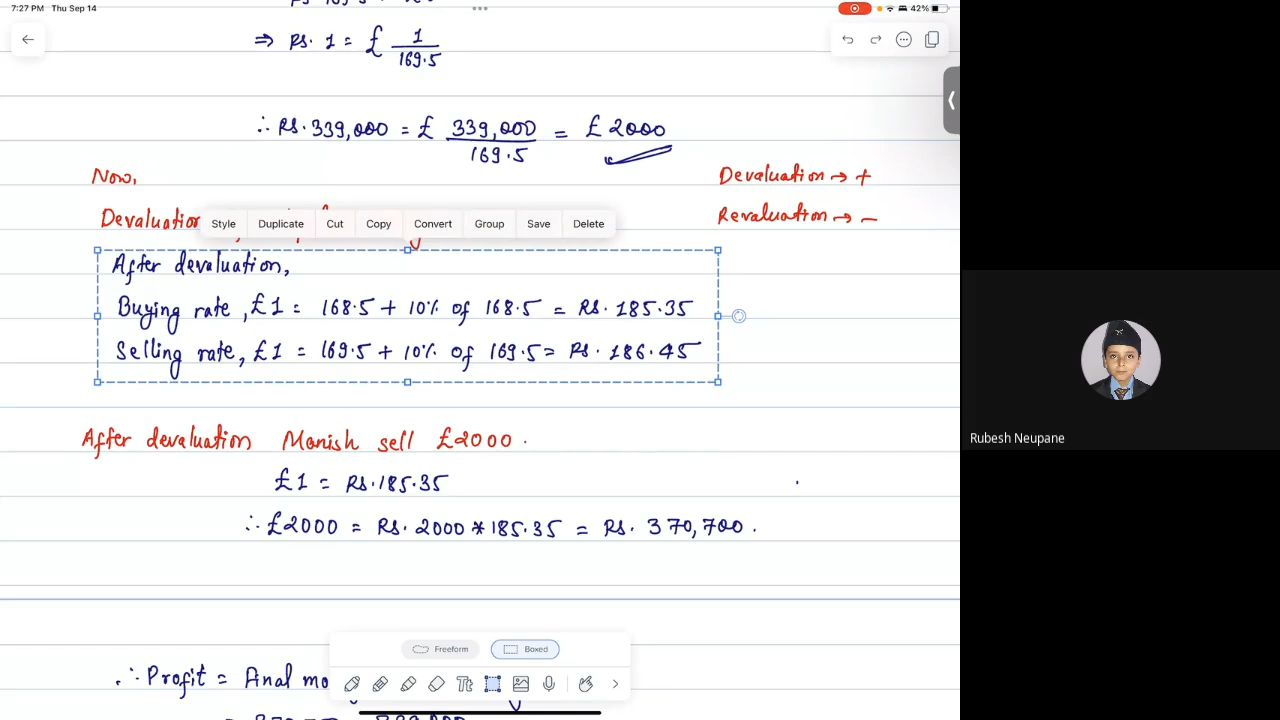 7:27 PM Thu Sep 14
42%
⇒ Rs. 1 = £ 1/169.5
∴ Rs. 339,000 = £ 339,000/169.5 = £ 2000
Now,
Devaluation → +
Revaluation → −
Devaluation
Style Duplicate Cut Copy Convert Group Save Delete
After devaluation,
Buying rate, £1 = 168.5 + 10% of 168.5 = Rs. 185.35
Selling rate, £1 = 169.5 + 10% of 169.5 = Rs. 186.45
Rubesh Neupane
After devaluation Manish sell £2000.
£1 = Rs. 185.35
∴ £2000 = Rs. 2000 * 185.35 = Rs. 370,700.
Freeform Boxed
∴ Profit =
Tt